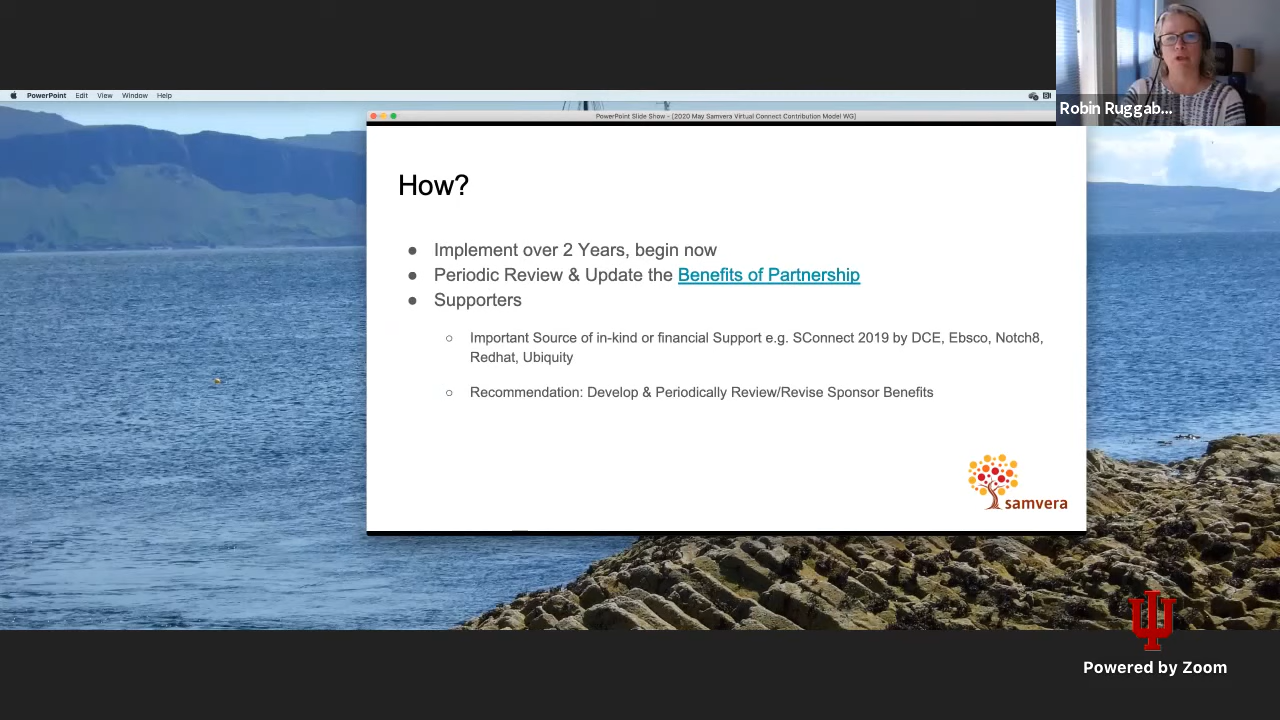 Robin Ruggab...
PowerPoint Edit View Window Help
PowerPoint Slide Show - [2020 May Samvera Virtual Connect Contribution Model WG]
How?
● Implement over 2 Years, begin now
● Periodic Review & Update the Benefits of Partnership
● Supporters
○ Important Source of in-kind or financial Support e.g. SConnect 2019 by DCE, Ebsco, Notch8,
Redhat, Ubiquity
○ Recommendation: Develop & Periodically Review/Revise Sponsor Benefits
samvera
Powered by Zoom